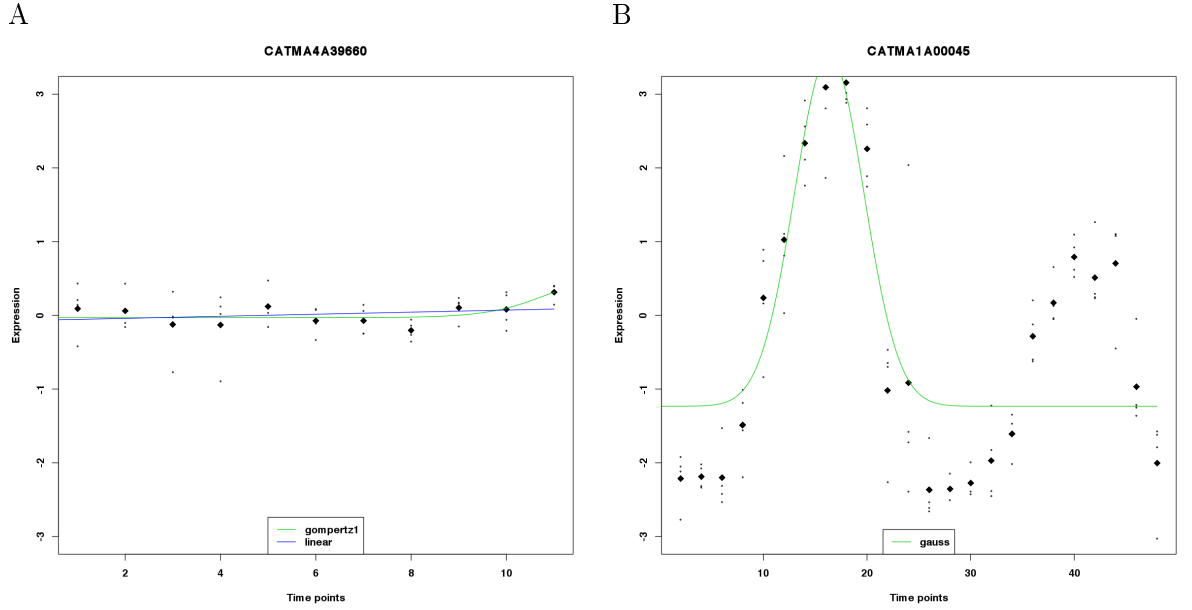 A
B
CATMA4A39660
CATMA1A00045
3
2
1
0
-1
-2
-3
Expression
gompertz1
linear
2
4
6
8
10
Time points
3
2
1
0
-1
-2
-3
Expression
gauss
10
20
30
40
Time points